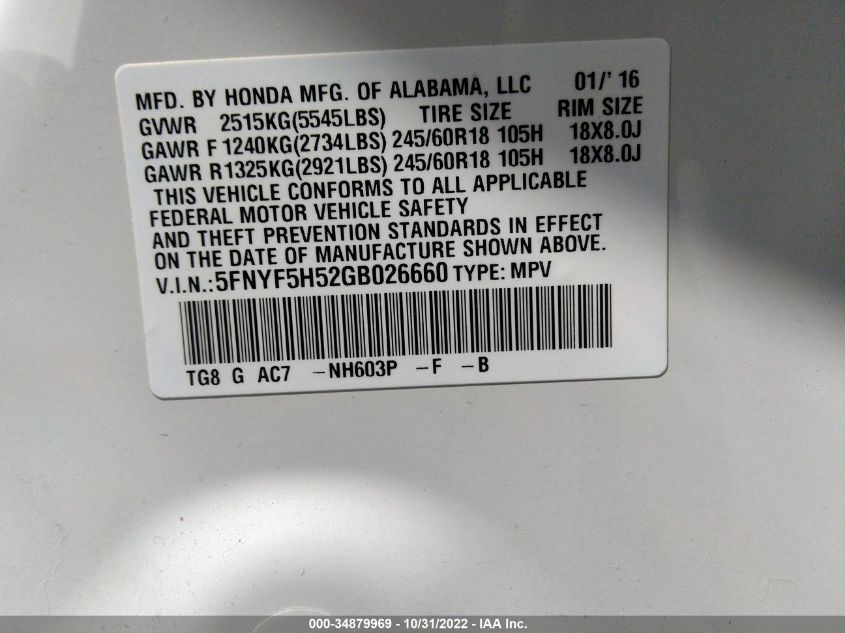 MFD. BY HONDA MFG. OF ALABAMA, LLC 01/' 16
GVWR 2515KG(5545LBS) TIRE SIZE RIM SIZE
GAWR F 1240KG(2734LBS) 245/60R18 105H 18X8.0J
GAWR R1325KG(2921LBS) 245/60R18 105H 18X8.0J
THIS VEHICLE CONFORMS TO ALL APPLICABLE
FEDERAL MOTOR VEHICLE SAFETY
AND THEFT PREVENTION STANDARDS IN EFFECT
ON THE DATE OF MANUFACTURE SHOWN ABOVE.
V.I.N.:5FNYF5H52GB026660 TYPE: MPV
TG8 G AC7 -NH603P -F -B
000-34879969 - 10/31/2022 - IAA Inc.